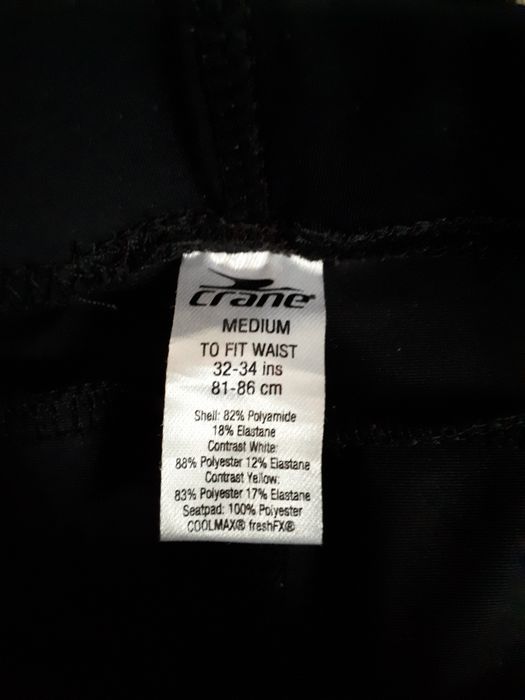 crane
MEDIUM
TO FIT WAIST
32-34 ins
81-86 cm
Shell: 82% Polyamide
18% Elastane
Contrast White:
88% Polyester 12% Elastane
Contrast Yellow:
83% Polyester 17% Elastane
Seatpad: 100% Polyester
COOLMAX® freshFX®